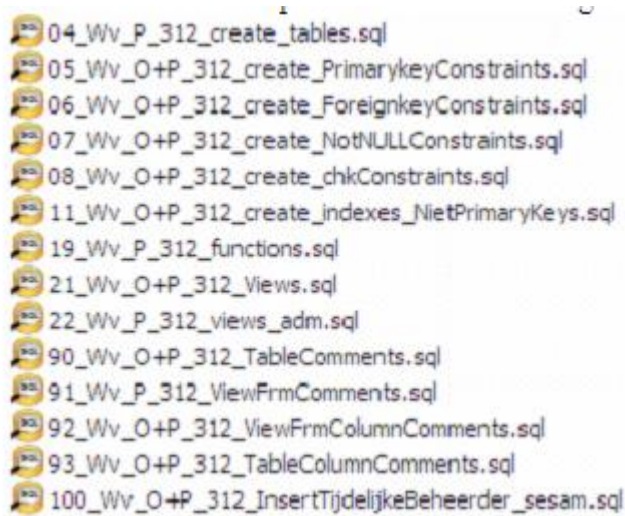 04_Wv_P_312_create_tables.sql
05_Wv_O+P_312_create_PrimarykeyConstraints.sql
06_Wv_O+P_312_create_ForeignkeyConstraints.sql
07_Wv_O+P_312_create_NotNULLConstraints.sql
08_Wv_O+P_312_create_chkConstraints.sql
11_Wv_O+P_312_create_indexes_NietPrimaryKeys.sql
19_Wv_P_312_functions.sql
21_Wv_O+P_312_Views.sql
22_Wv_P_312_views_adm.sql
90_Wv_O+P_312_TableComments.sql
91_Wv_P_312_ViewFrmComments.sql
92_Wv_O+P_312_ViewFrmColumnComments.sql
93_Wv_O+P_312_TableColumnComments.sql
100_Wv_O+P_312_InsertTijdelijkeBeheerder_sesam.sql